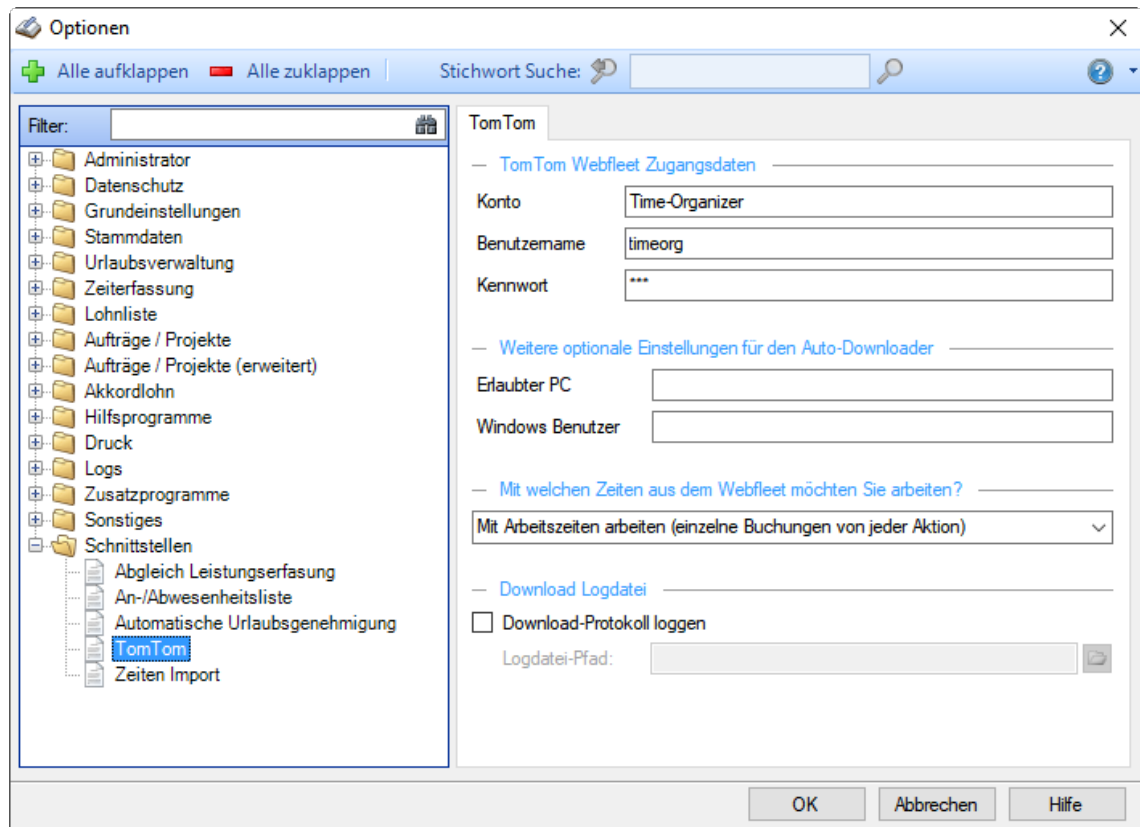 Optionen
Alle aufklappen Alle zuklappen Stichwort Suche:
Filter:
Administrator
Datenschutz
Grundeinstellungen
Stammdaten
Urlaubsverwaltung
Zeiterfassung
Lohnliste
Aufträge / Projekte
Aufträge / Projekte (erweitert)
Akkordlohn
Hilfsprogramme
Druck
Logs
Zusatzprogramme
Sonstiges
Schnittstellen
Abgleich Leistungserfasung
An-/Abwesenheitsliste
Automatische Urlaubsgenehmigung
TomTom
Zeiten Import
TomTom
TomTom Webfleet Zugangsdaten
Konto Time-Organizer
Benutzername timeorg
Kennwort ***
Weitere optionale Einstellungen für den Auto-Downloader
Erlaubter PC
Windows Benutzer
Mit welchen Zeiten aus dem Webfleet möchten Sie arbeiten?
Mit Arbeitszeiten arbeiten (einzelne Buchungen von jeder Aktion)
Download Logdatei
Download-Protokoll loggen
Logdatei-Pfad:
OK Abbrechen Hilfe